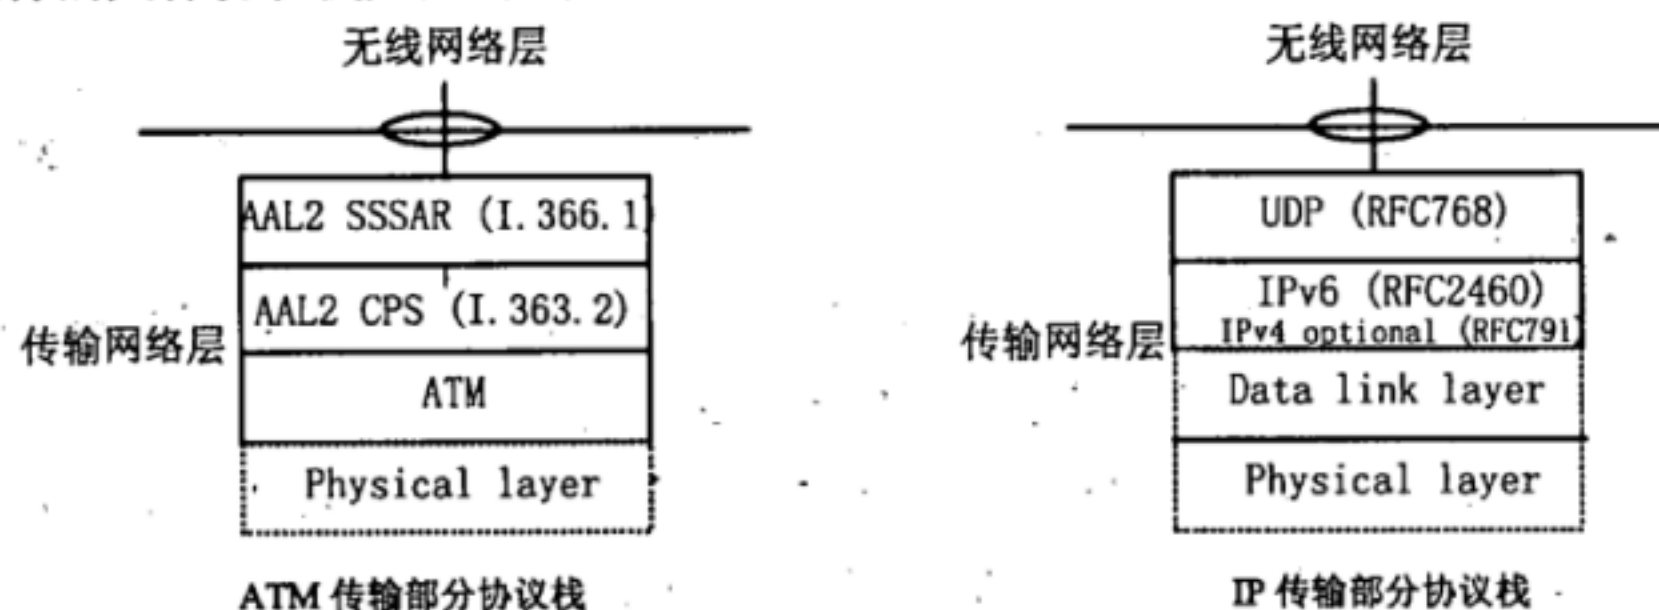 无线网络层
AAL2 SSSAR (I.366.1)
AAL2 CPS (I.363.2)
传输网络层
ATM
Physical layer
ATM 传输部分协议栈
无线网络层
UDP (RFC768)
IPv6 (RFC2460)
IPv4 optional (RFC791)
传输网络层
Data link layer
Physical layer
IP 传输部分协议栈